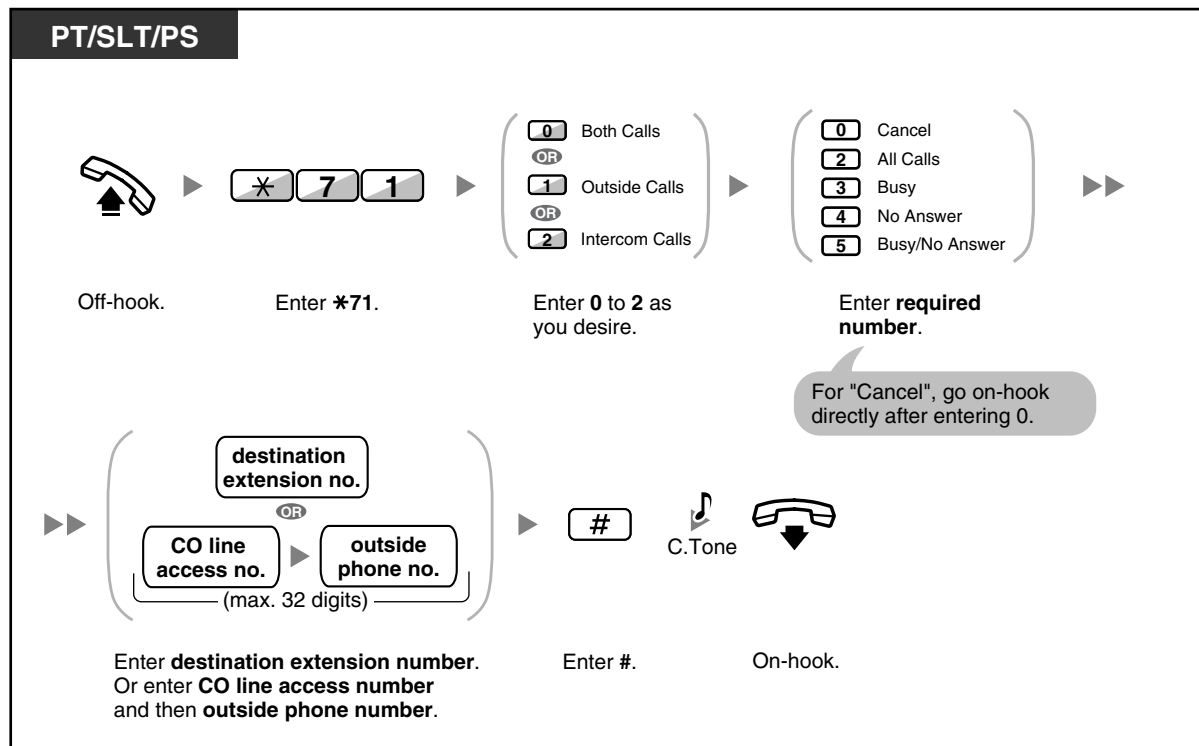 PT/SLT/PS
0 Both Calls
OR
1 Outside Calls
OR
2 Intercom Calls
0 Cancel
2 All Calls
3 Busy
4 No Answer
5 Busy/No Answer
✳ 7 1
Off-hook.
Enter ✳71.
Enter 0 to 2 as
you desire.
Enter required
number.
For "Cancel", go on-hook
directly after entering 0.
destination
extension no.
OR
CO line
access no.
outside
phone no.
(max. 32 digits)
#
C.Tone
Enter destination extension number.
Or enter CO line access number
and then outside phone number.
Enter #.
On-hook.